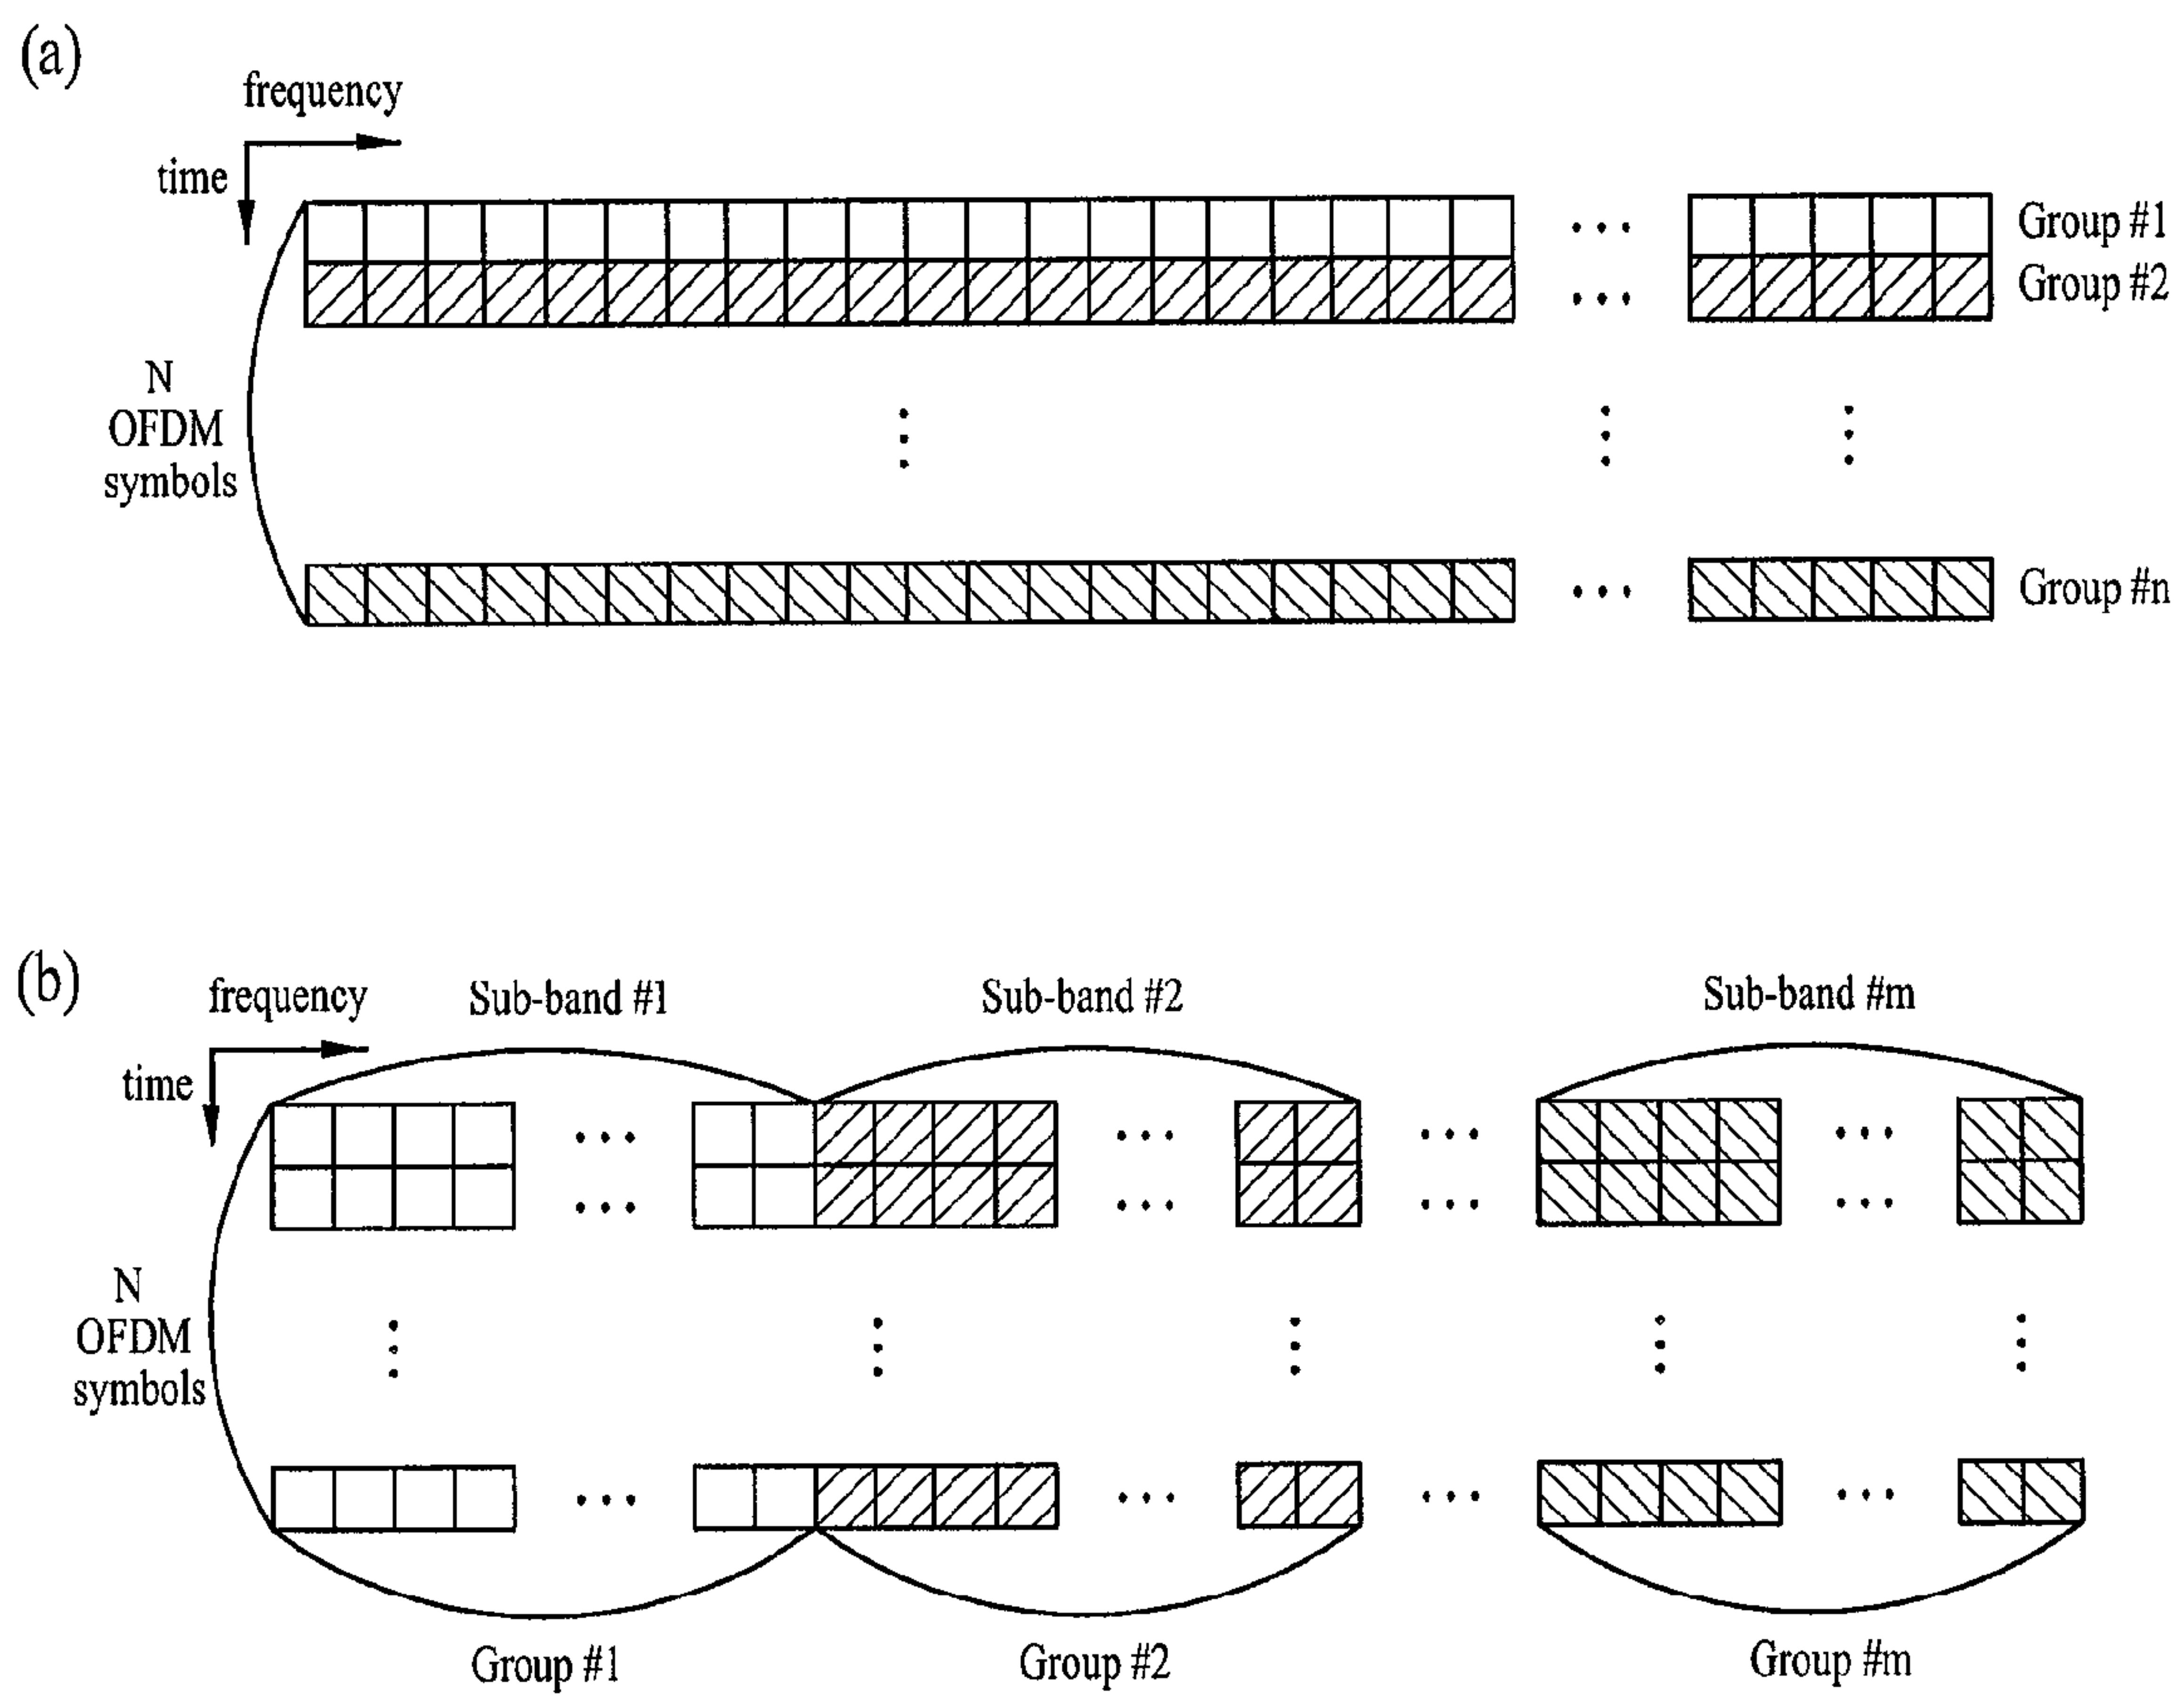 (a)
frequency
time
Group #1
Group #2
N
OFDM
symbols
Group #n
(b)
frequency
Sub-band #1
Sub-band #2
Sub-band #m
time
N
OFDM
symbols
Group #1
Group #2
Group #m